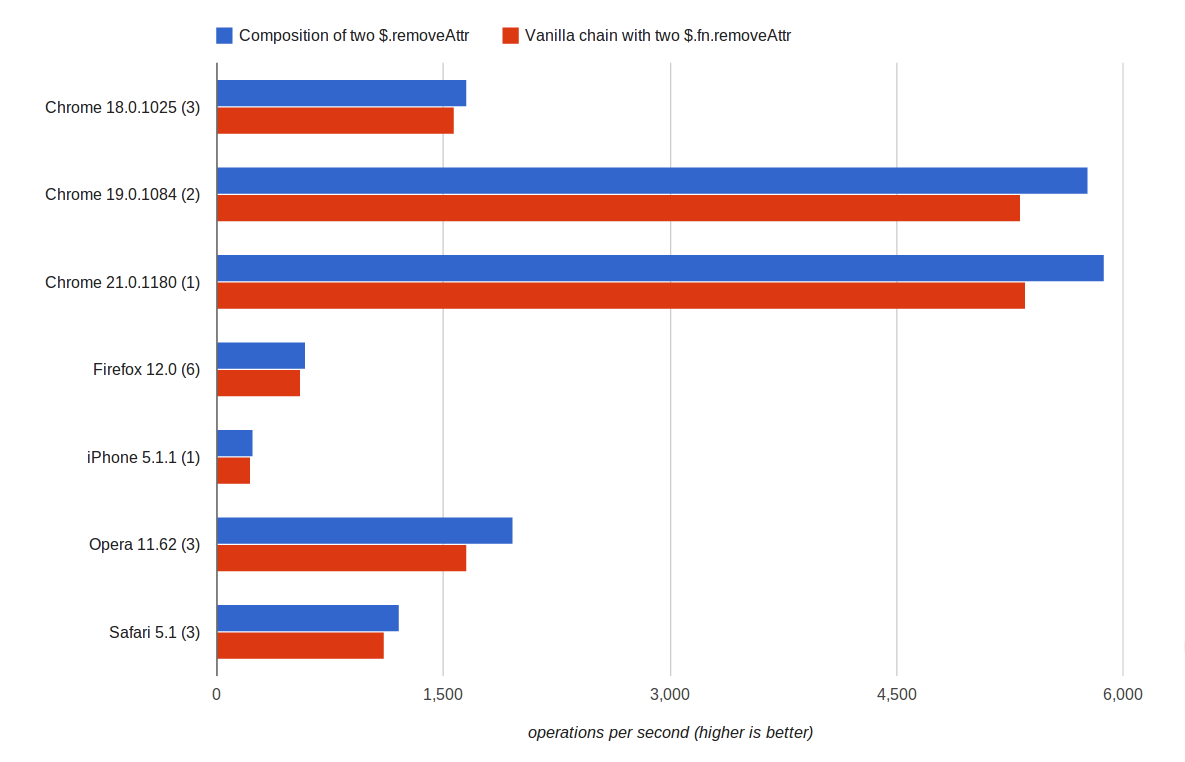 Composition of two $.removeAttr
Vanilla chain with two $.fn.removeAttr
Chrome 18.0.1025 (3)
Chrome 19.0.1084 (2)
Chrome 21.0.1180 (1)
Firefox 12.0 (6)
iPhone 5.1.1 (1)
Opera 11.62 (3)
Safari 5.1 (3)
0
1,500
3,000
4,500
6,000
operations per second (higher is better)